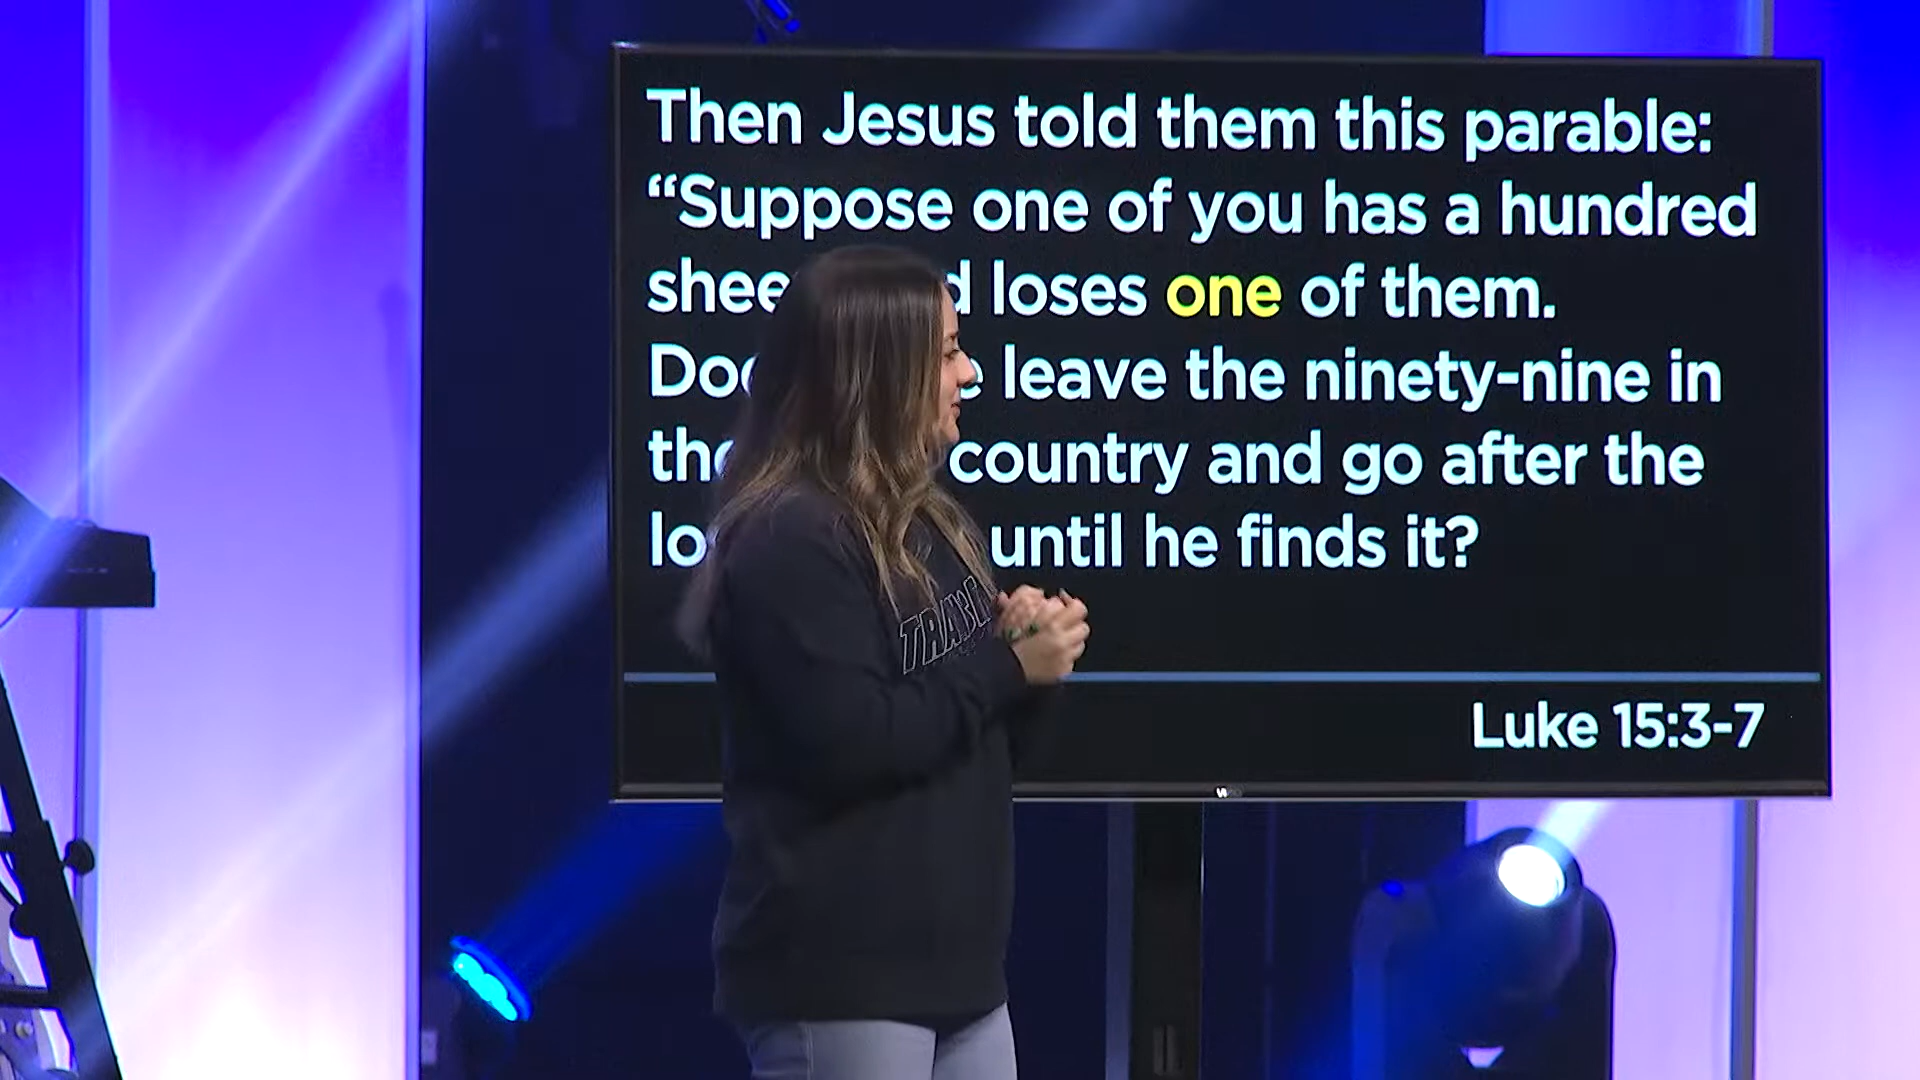 Then Jesus told them this parable:
“Suppose one of you has a hundred
shee d loses one of them.
Doe e leave the ninety-nine in
the country and go after the
lo until he finds it?
Luke 15:3-7